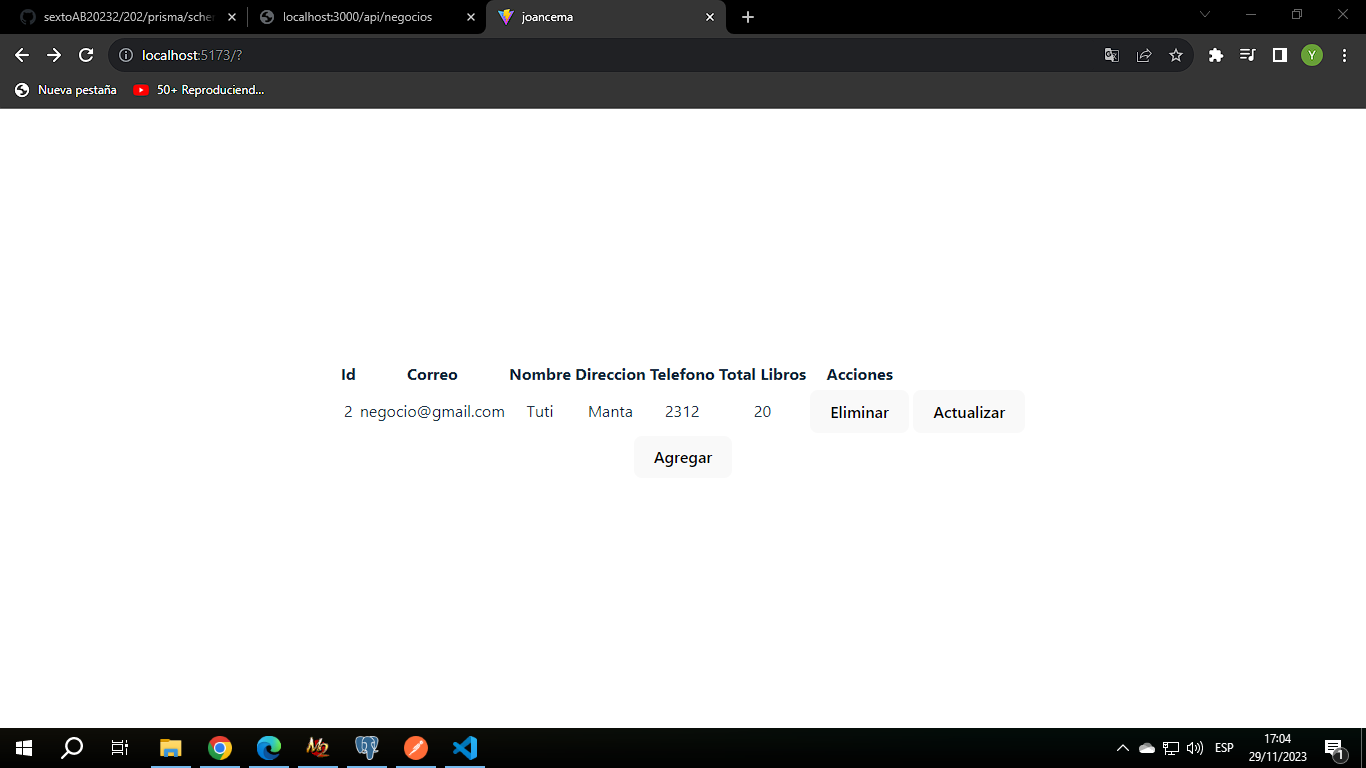 sextoAB20232/202/prisma/scher
localhost:3000/api/negocios
joancema
localhost:5173/?
Y
Nueva pestaña
50+ Reproduciend...
Id Correo Nombre Direccion Telefono Total Libros Acciones
2 negocio@gmail.com Tuti Manta 2312 20 Eliminar Actualizar
Agregar
ESP
17:04
29/11/2023
1